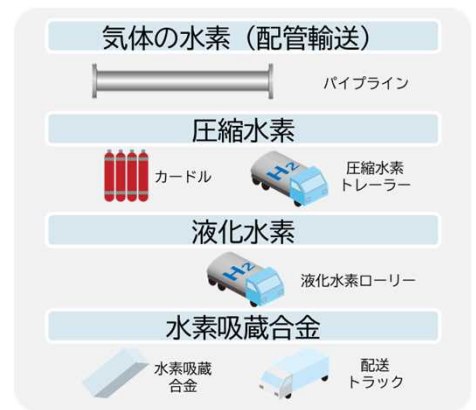 気体の水素（配管輸送）
パイプライン
圧縮水素
カードル
H2
圧縮水素
トレーラー
液化水素
H2
液化水素ローリー
水素吸蔵合金
水素吸蔵
合金
配送
トラック